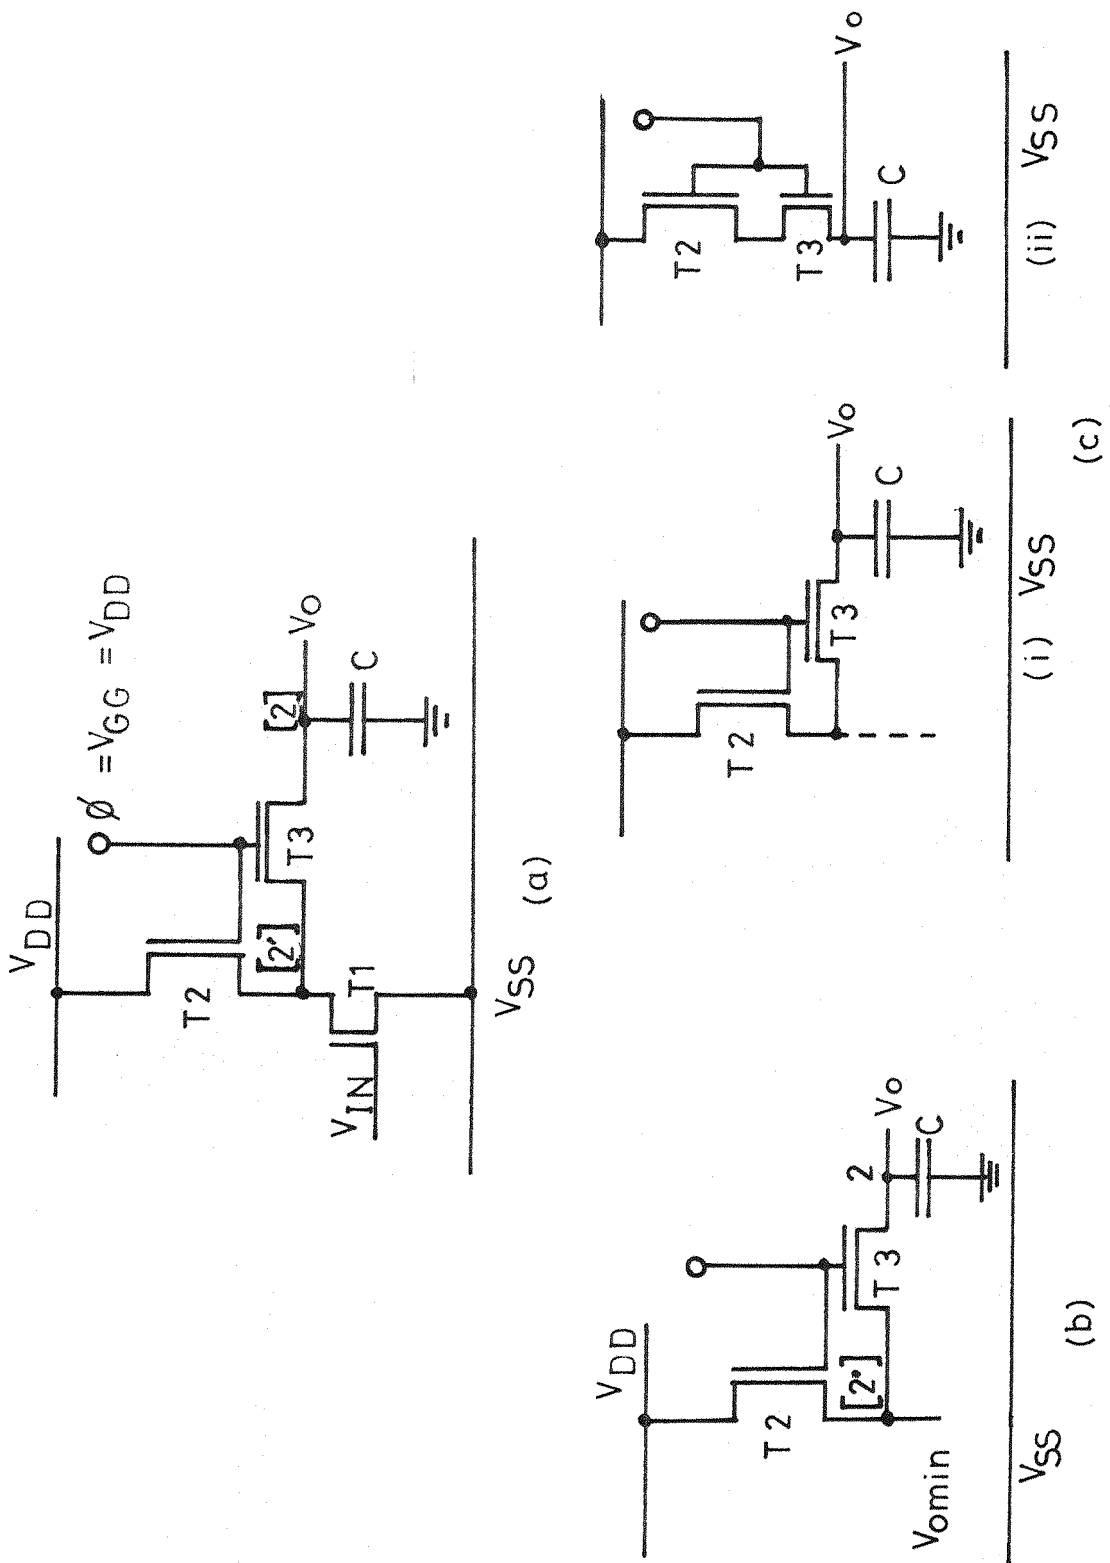 VDD
Ø =VGG =VDD
T2
[2']
T3
[2]
Vo
C
VIN
T1
VSS
(a)
VDD
T2
[2']
T3
2
Vo
C
Vomin
VSS
(b)
T2
T3
Vo
C
(i)
VSS
T2
T3
Vo
C
(ii)
VSS
(c)